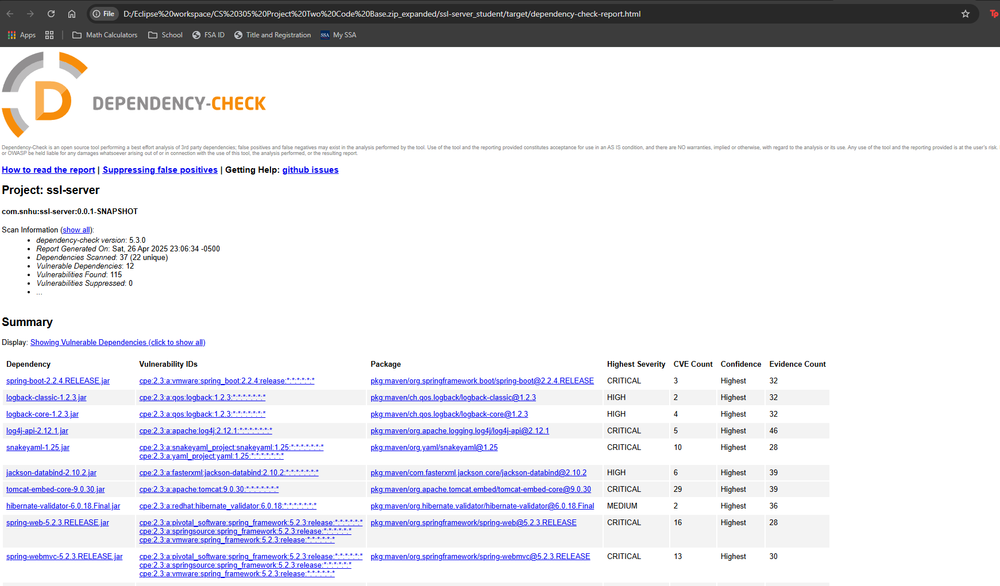 File D:/Eclipse%20workspace/CS%20305%20Project%20Two%20Code%20Base.zip_expanded/ssl-server_student/target/dependency-check-report.html
Apps Math Calculators School FSA ID Title and Registration SSA My SSA
D DEPENDENCY-CHECK
Dependency-Check is an open source tool performing a best effort analysis of 3rd party dependencies; false positives and false negatives may exist in the analysis performed by the tool. Use of the tool and the reporting provided constitutes acceptance for use in an AS IS condition, and there are NO warranties, implied or otherwise, with regard to the analysis or its use. Any use of the tool and the reporting provided is at the user's risk.
or OWASP be held liable for any damages whatsoever arising out of or in connection with the use of this tool, the analysis performed, or the resulting report.
How to read the report | Suppressing false positives | Getting Help: github issues
Project: ssl-server
com.snhu:ssl-server:0.0.1-SNAPSHOT
Scan Information (show all):
• dependency-check version: 5.3.0
• Report Generated On: Sat, 26 Apr 2025 23:06:34 -0500
• Dependencies Scanned: 37 (22 unique)
• Vulnerable Dependencies: 12
• Vulnerabilities Found: 115
• Vulnerabilities Suppressed: 0
• ...
Summary
Display: Showing Vulnerable Dependencies (click to show all)
Dependency Vulnerability IDs Package Highest Severity CVE Count Confidence Evidence Count
spring-boot-2.2.4.RELEASE.jar cpe:2.3:a:vmware:spring_boot:2.2.4:release:*:*:*:*:*:* pkg:maven/org.springframework.boot/spring-boot@2.2.4.RELEASE CRITICAL 3 Highest 32
logback-classic-1.2.3.jar cpe:2.3:a:qos:logback:1.2.3:*:*:*:*:*:*:* pkg:maven/ch.qos.logback/logback-classic@1.2.3 HIGH 2 Highest 32
logback-core-1.2.3.jar cpe:2.3:a:qos:logback:1.2.3:*:*:*:*:*:*:* pkg:maven/ch.qos.logback/logback-core@1.2.3 HIGH 4 Highest 32
log4j-api-2.12.1.jar cpe:2.3:a:apache:log4j:2.12.1:*:*:*:*:*:*:* pkg:maven/org.apache.logging.log4j/log4j-api@2.12.1 CRITICAL 5 Highest 46
snakeyaml-1.25.jar cpe:2.3:a:snakeyaml_project:snakeyaml:1.25:*:*:*:*:*:*:* pkg:maven/org.yaml/snakeyaml@1.25 CRITICAL 10 Highest 28
cpe:2.3:a:yaml_project:yaml:1.25:*:*:*:*:*:*:*
jackson-databind-2.10.2.jar cpe:2.3:a:fasterxml:jackson-databind:2.10.2:*:*:*:*:*:*:* pkg:maven/com.fasterxml.jackson.core/jackson-databind@2.10.2 HIGH 6 Highest 39
tomcat-embed-core-9.0.30.jar cpe:2.3:a:apache:tomcat:9.0.30:*:*:*:*:*:*:* pkg:maven/org.apache.tomcat.embed/tomcat-embed-core@9.0.30 CRITICAL 29 Highest 39
hibernate-validator-6.0.18.Final.jar cpe:2.3:a:redhat:hibernate_validator:6.0.18:*:*:*:*:*:*:* pkg:maven/org.hibernate.validator/hibernate-validator@6.0.18.Final MEDIUM 2 Highest 36
spring-web-5.2.3.RELEASE.jar cpe:2.3:a:pivotal_software:spring_framework:5.2.3:release:*:*:*:*:*:* pkg:maven/org.springframework/spring-web@5.2.3.RELEASE CRITICAL 16 Highest 28
cpe:2.3:a:springsource:spring_framework:5.2.3:release:*:*:*:*:*:*
cpe:2.3:a:vmware:spring_framework:5.2.3:release:*:*:*:*:*:*
spring-webmvc-5.2.3.RELEASE.jar cpe:2.3:a:pivotal_software:spring_framework:5.2.3:release:*:*:*:*:*:* pkg:maven/org.springframework/spring-webmvc@5.2.3.RELEASE CRITICAL 13 Highest 30
cpe:2.3:a:springsource:spring_framework:5.2.3:release:*:*:*:*:*:*
cpe:2.3:a:vmware:spring_framework:5.2.3:release:*:*:*:*:*:*